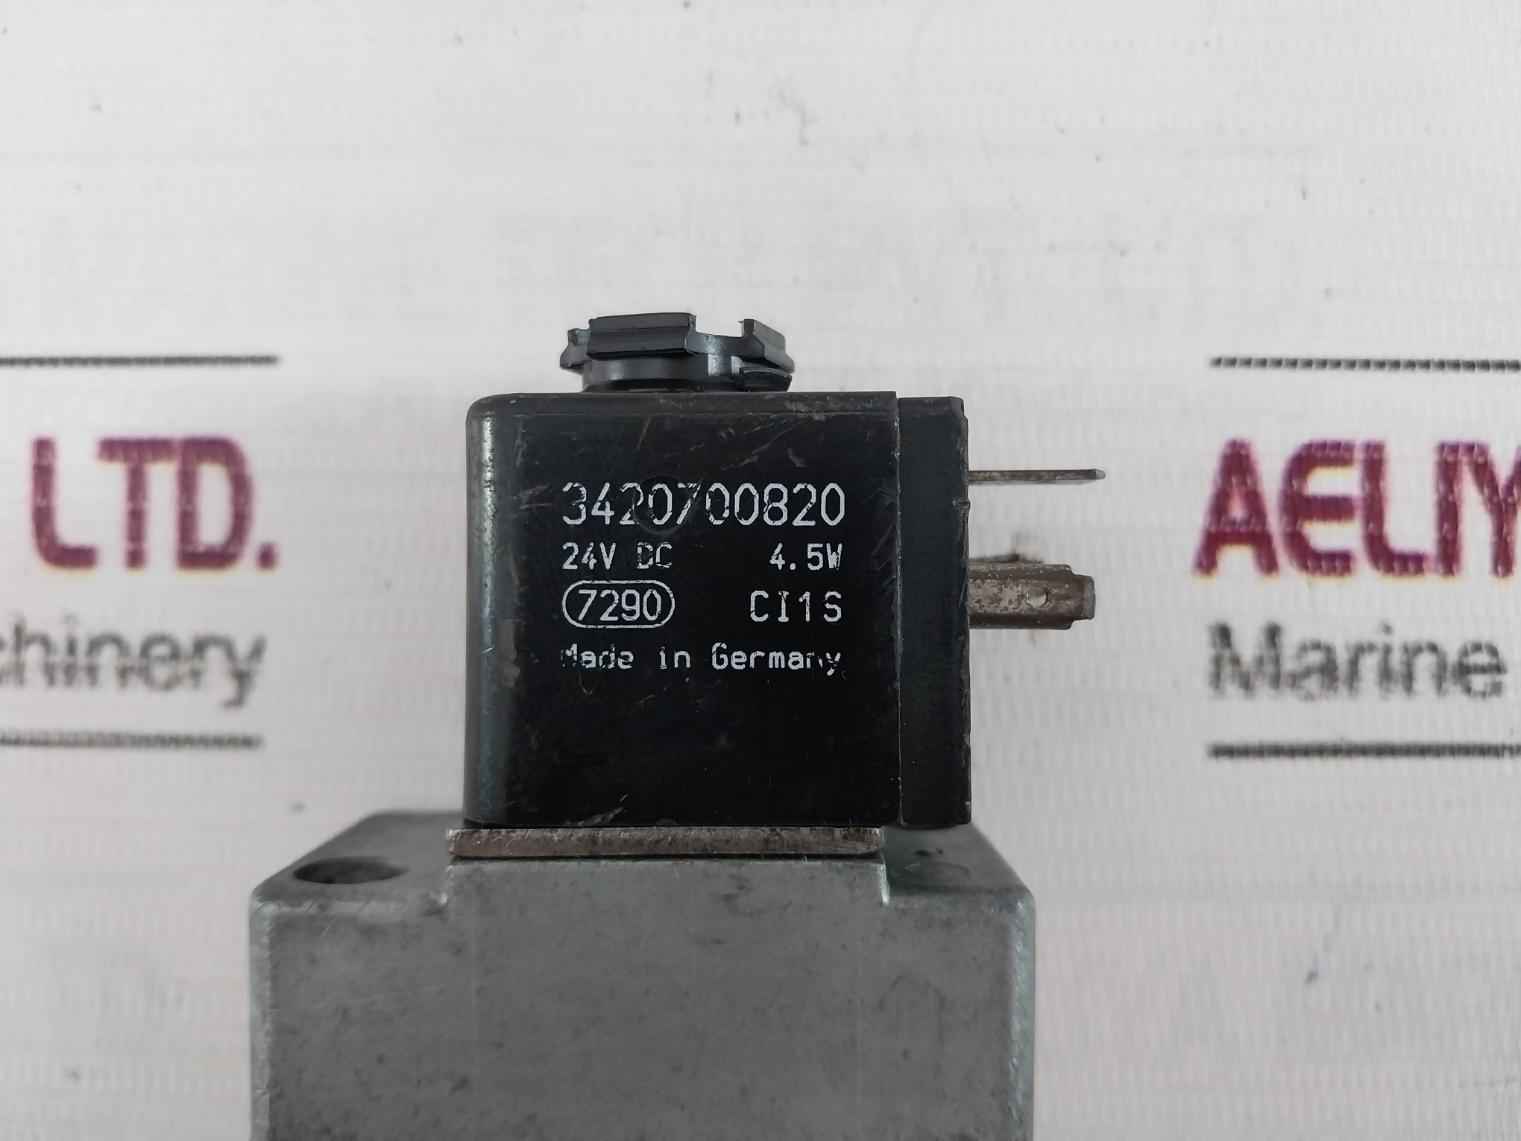 LTD.
chinery
AELIY
Marine
3420700820
24V DC 4.5W
7290 CI1S
Made in Germany